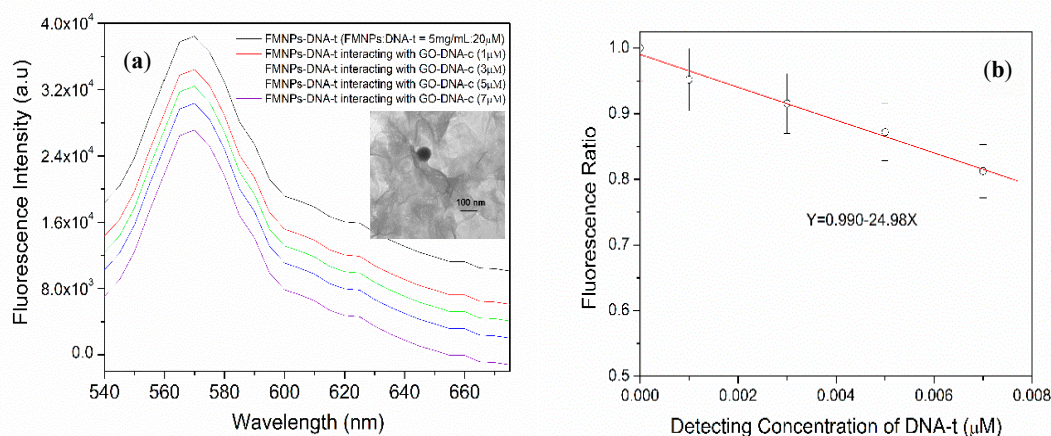 (a)
FMNPs-DNA-t (FMNPs:DNA-t = 5mg/mL:20μM)
FMNPs-DNA-t interacting with GO-DNA-c (1μM)
FMNPs-DNA-t interacting with GO-DNA-c (3μM)
FMNPs-DNA-t interacting with GO-DNA-c (5μM)
FMNPs-DNA-t interacting with GO-DNA-c (7μM)
100 nm
Fluorescence Intensity (a.u)
4.0x10⁴
3.2x10⁴
2.4x10⁴
1.6x10⁴
8.0x10³
0.0
540 560 580 600 620 640 660
Wavelength (nm)
(b)
Y=0.990-24.98X
Fluorescence Ratio
1.0
0.9
0.8
0.7
0.6
0.5
0.000 0.002 0.004 0.006 0.008
Detecting Concentration of DNA-t (μM)